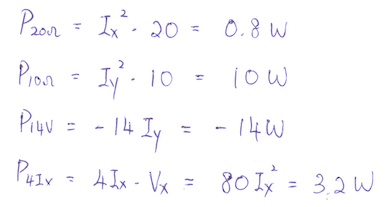 P20Ω = Ix² · 20 = 0.8 W
P10Ω = Iy² · 10 = 10 W
P14V = - 14 Iy = - 14W
P4Ix = 4Ix · Vx = 80 Ix² = 3.2 W